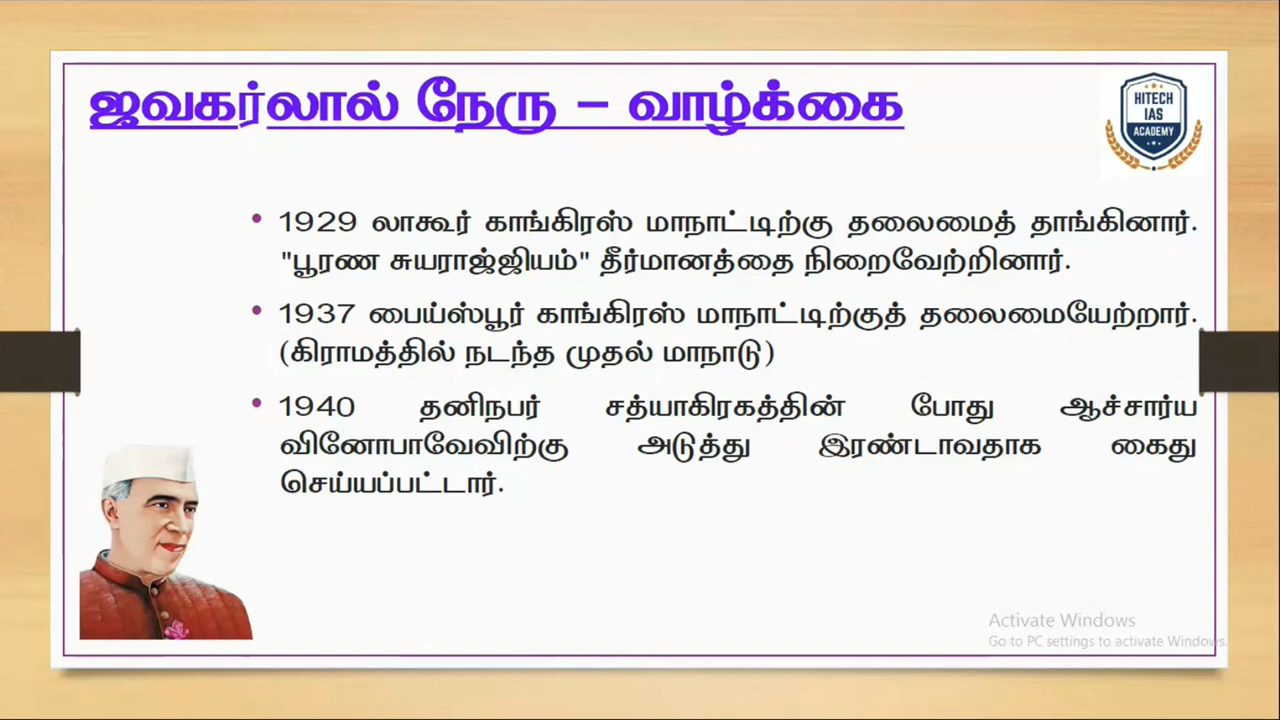 ஜவகர்லால் நேரு – வாழ்க்கை
HITECH
IAS
ACADEMY
• 1929 லாகூர் காங்கிரஸ் மாநாட்டிற்கு தலைமைத் தாங்கினார்.
"பூரண சுயராஜ்ஜியம்" தீர்மானத்தை நிறைவேற்றினார்.
• 1937 பைய்ஸ்பூர் காங்கிரஸ் மாநாட்டிற்குத் தலைமையேற்றார்.
(கிராமத்தில் நடந்த முதல் மாநாடு)
• 1940 தனிநபர் சத்யாகிரகத்தின் போது ஆச்சார்ய
வினோபாவேவிற்கு அடுத்து இரண்டாவதாக கைது
செய்யப்பட்டார்.
Activate Windows
Go to PC settings to activate Windows.